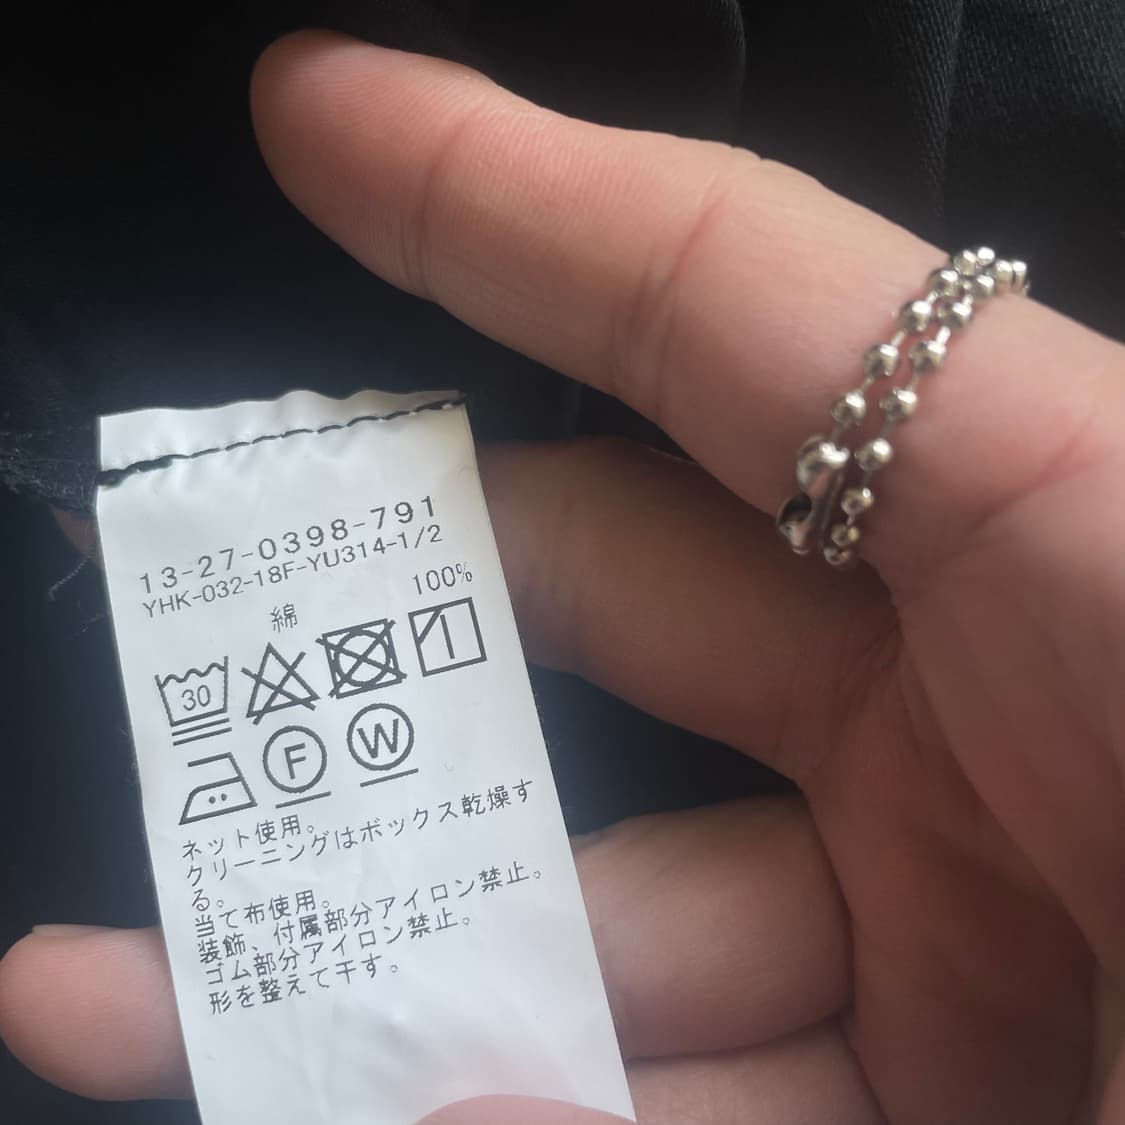 13-27-0398-791
YHK-032-18F-YU314-1/2
綿 100%
30
F W
ネット使用。
クリーニングはボックス乾燥す
る。
当て布使用。
装飾、付属部分アイロン禁止。
ゴム部分アイロン禁止。
形を整えて干す。